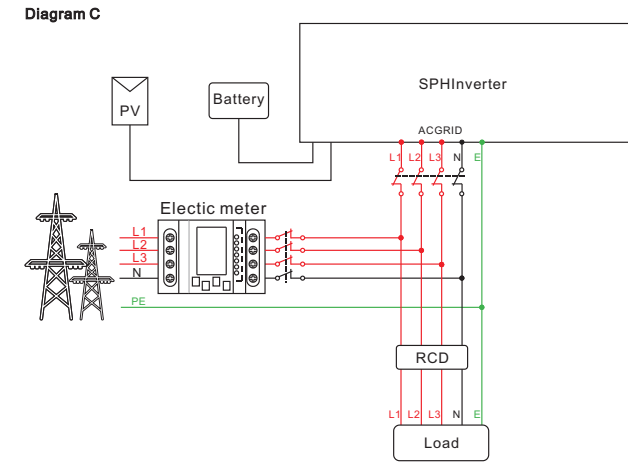 Diagram C
SPHInverter
PV
Battery
ACGRID
L1 L2 L3 N E
Electic meter
L1
L2
L3
N
PE
RCD
L1 L2 L3 N E
Load